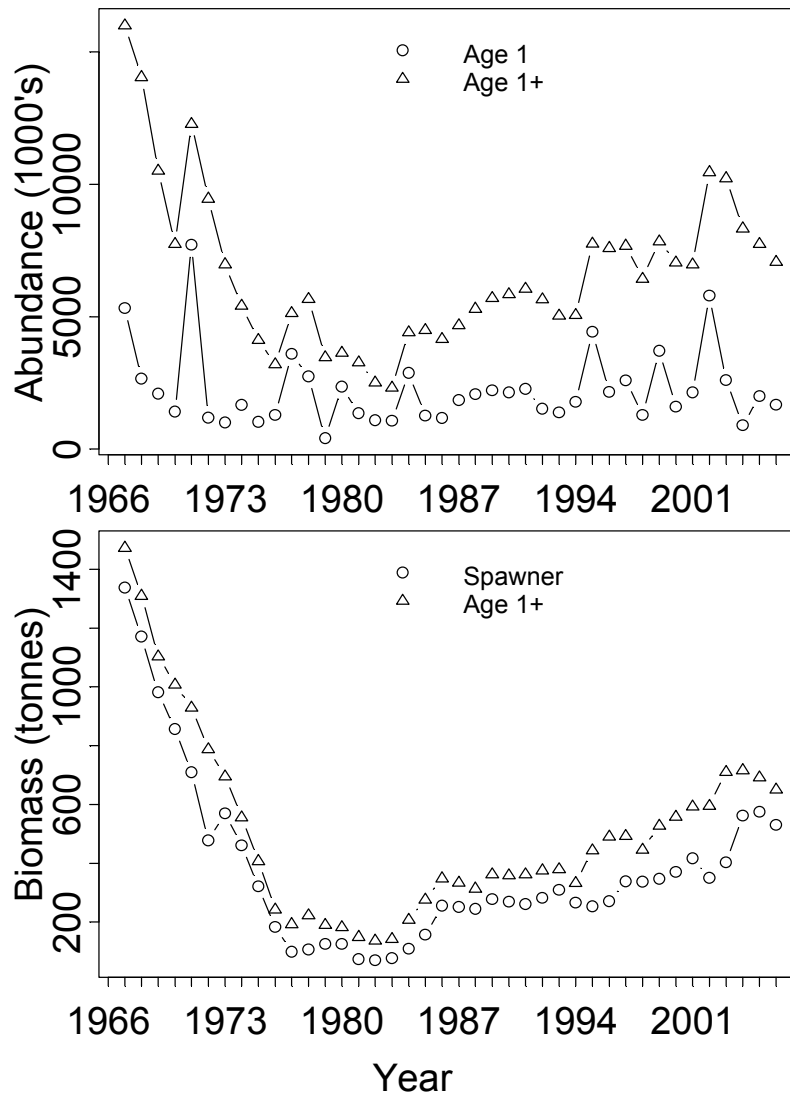 Abundance (1000's)
0 5000 10000
Age 1
Age 1+
1966 1973 1980 1987 1994 2001
Biomass (tonnes)
200 600 1000 1400
Spawner
Age 1+
1966 1973 1980 1987 1994 2001
Year